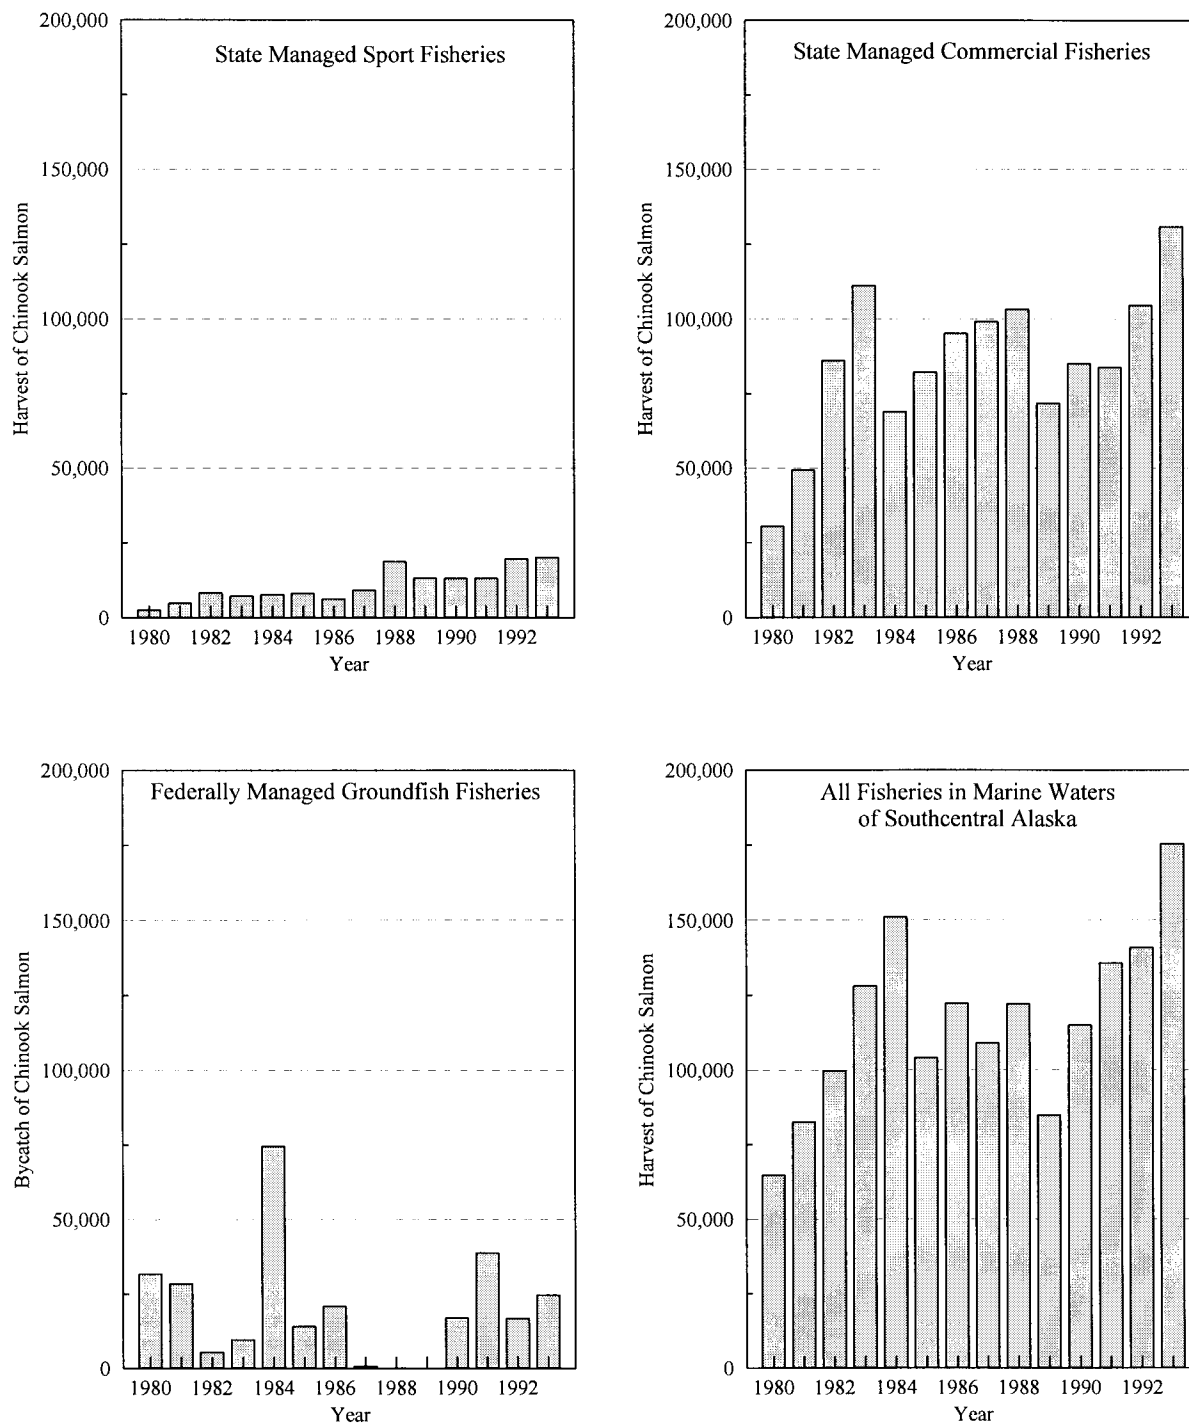 State Managed Sport Fisheries
200,000
150,000
100,000
50,000
0
Harvest of Chinook Salmon
1980 1982 1984 1986 1988 1990 1992
Year
State Managed Commercial Fisheries
200,000
150,000
100,000
50,000
0
Harvest of Chinook Salmon
1980 1982 1984 1986 1988 1990 1992
Year
Federally Managed Groundfish Fisheries
200,000
150,000
100,000
50,000
0
Bycatch of Chinook Salmon
1980 1982 1984 1986 1988 1990 1992
Year
All Fisheries in Marine Waters
of Southcentral Alaska
200,000
150,000
100,000
50,000
0
Harvest of Chinook Salmon
1980 1982 1984 1986 1988 1990 1992
Year